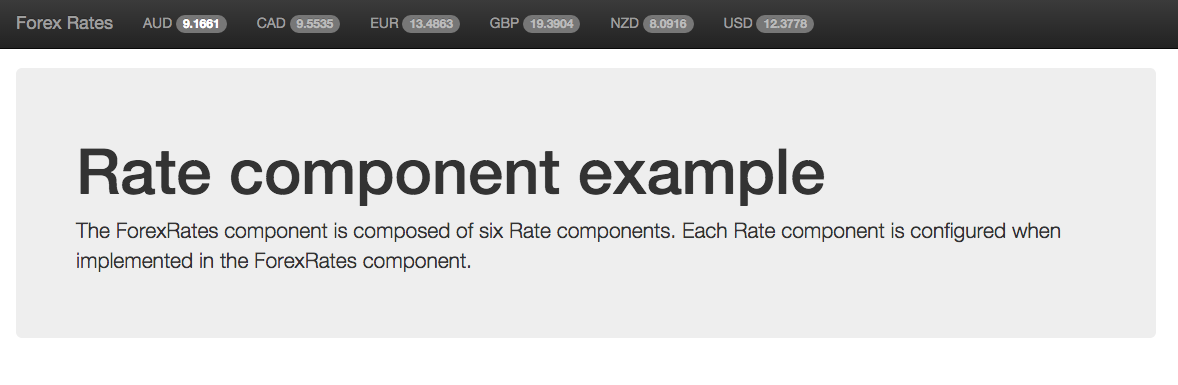 Forex Rates AUD 9.1661 CAD 9.5535 EUR 13.4863 GBP 19.3904 NZD 8.0916 USD 12.3778
Rate component example
The ForexRates component is composed of six Rate components. Each Rate component is configured when
implemented in the ForexRates component.